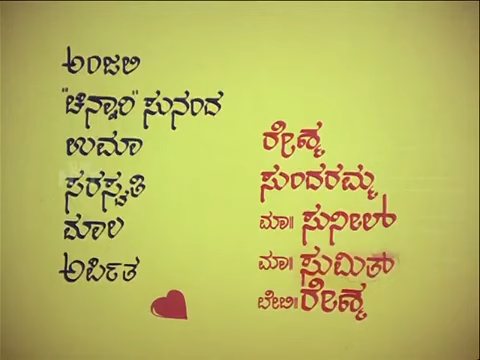 ಅಂಜಲಿ
"ಚಿನ್ನಾರಿ" ಸುನಂದ
ಉಮಾ
ಸರಸ್ವತಿ
ಮಾಲ
ಅರ್ಪಿತ
ರೇಷ್ಮ
ಸುಂದರಮ್ಮ
ಮಾ॥ ಸುನೀಲ್
ಮಾ॥ ಸುಮಿತ್
ಬೇಬಿ॥ ರೇಷ್ಮ